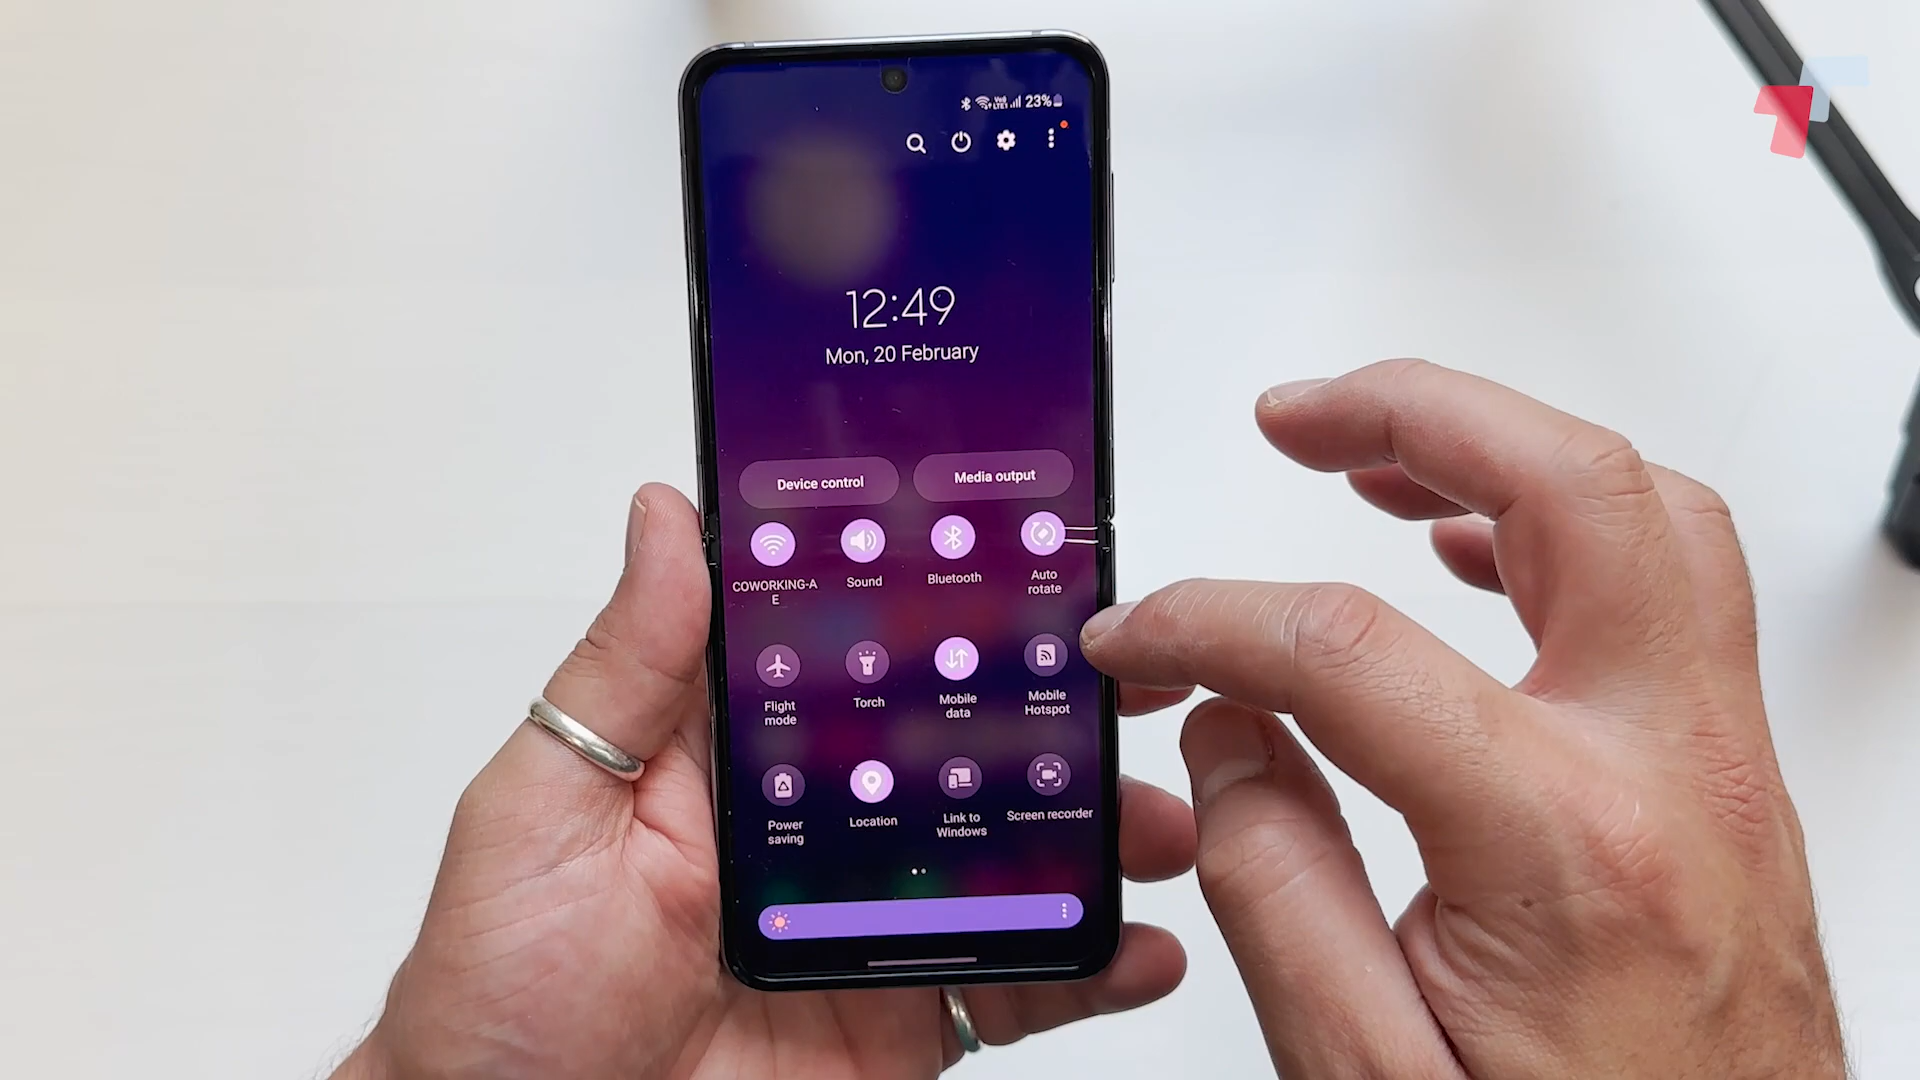 23%
12:49
Mon, 20 February
Device control
Media output
COWORKING-A
E
Sound
Bluetooth
Auto
rotate
Flight
mode
Torch
Mobile
data
Mobile
Hotspot
Power
saving
Location
Link to
Windows
Screen recorder